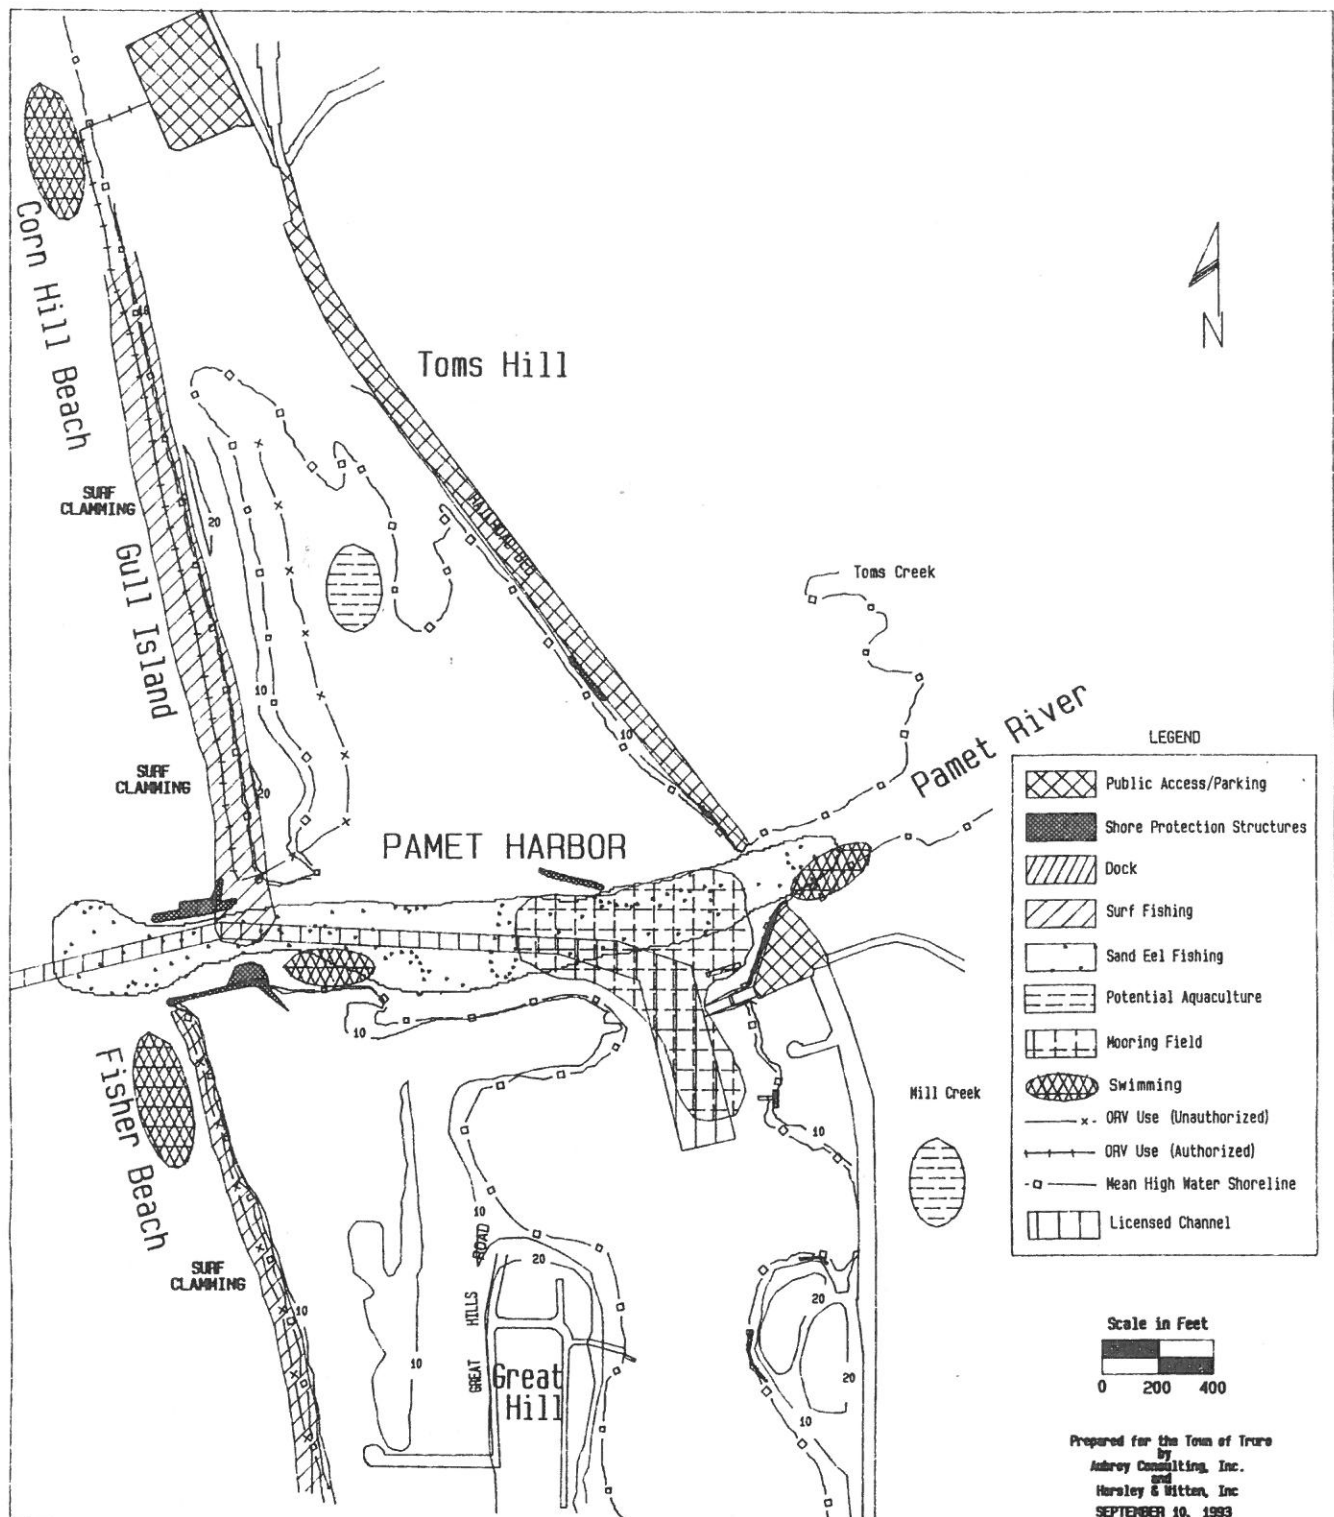 Corn Hill Beach
18
Toms Hill
SURF
CLAMMING
20
RAILROAD BED
Gull Island
Toms Creek
10
10
Pamet River
SURF
CLAMMING
20
PAMET HARBOR
N
LEGEND
Public Access/Parking
Shore Protection Structures
Dock
Surf Fishing
Sand Eel Fishing
Potential Aquaculture
Mooring Field
Swimming
ORV Use (Unauthorized)
ORV Use (Authorized)
Mean High Water Shoreline
Licensed Channel
10
Fisher Beach
Mill Creek
10
10
SURF
CLAMMING
20
10
GREAT HILLS ROAD
10
Great
Hill
20
20
10
Scale in Feet
0 200 400
Prepared for the Town of Truro
by
Aubrey Consulting, Inc.
and
Horsley & Witten, Inc
SEPTEMBER 10, 1993